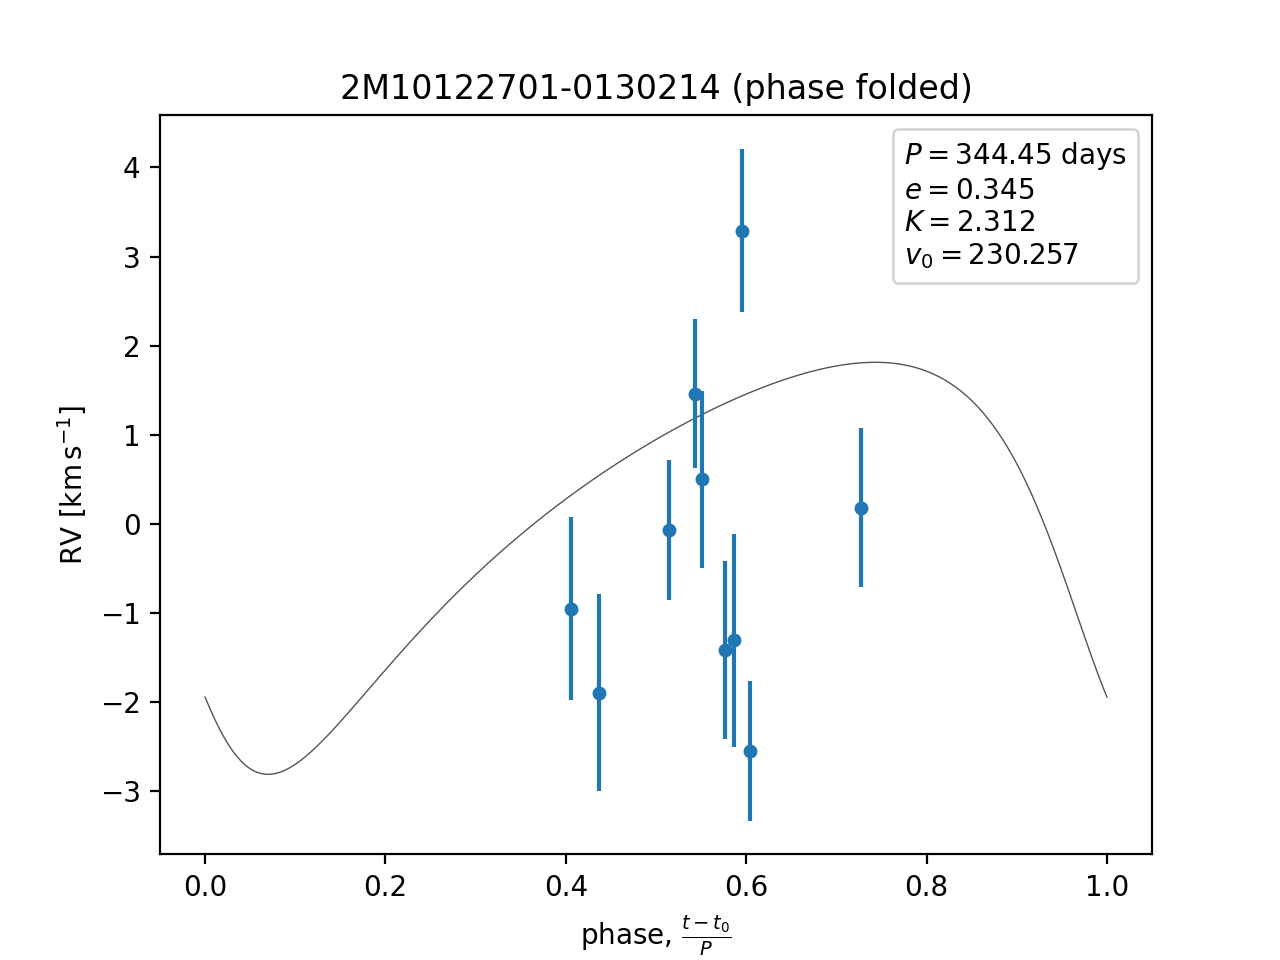 2M10122701-0130214 (phase folded)
P = 344.45 days
e = 0.345
K = 2.312
v₀ = 230.257
4
3
2
1
0
−1
−2
−3
RV [km s⁻¹]
0.0 0.2 0.4 0.6 0.8 1.0
phase, (t − t₀)/P